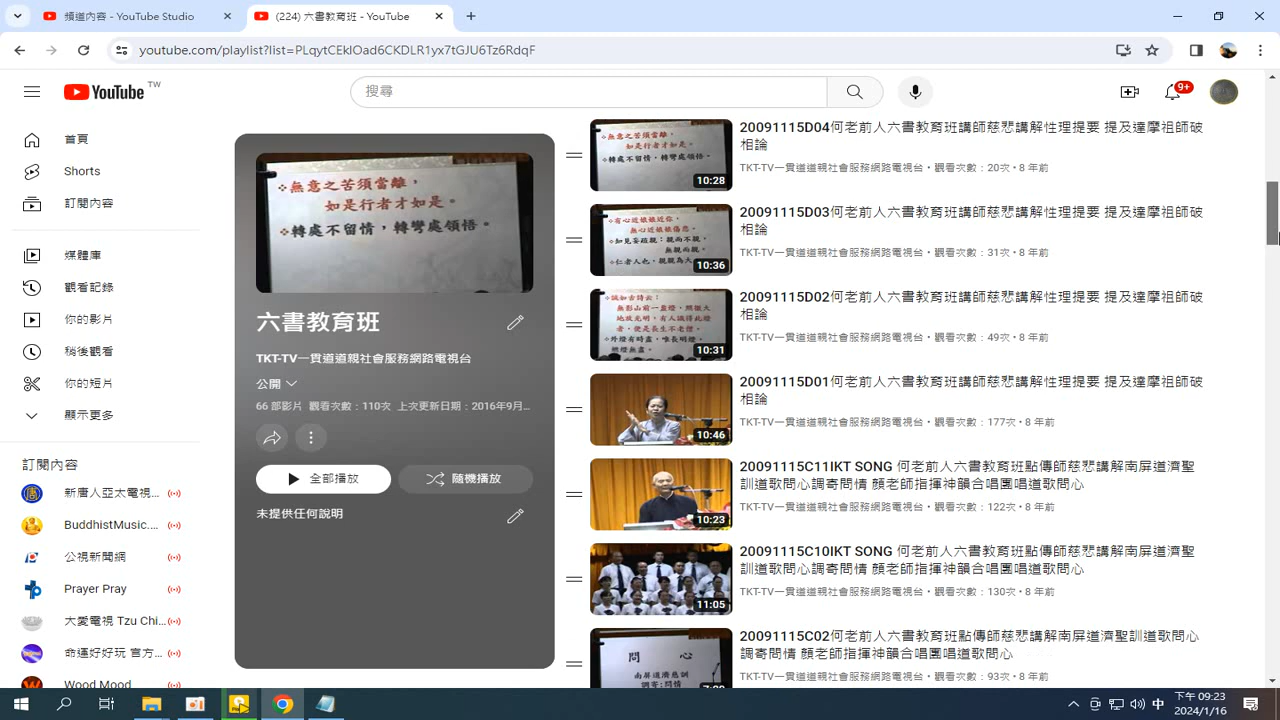 頻道內容 - YouTube Studio
(224) 六書教育班 - YouTube
youtube.com/playlist?list=PLqytCEkIOad6CKDLR1yx7tGJU6Tz6RdqF
YouTube TW
搜尋
9+
首頁
Shorts
訂閱內容
媒體庫
觀看記錄
你的影片
稍後觀看
你的短片
顯示更多
訂閱內容
新唐人亞太電視...
BuddhistMusic....
公視新聞網
Prayer Pray
大愛電視 Tzu Chi...
命運好好玩 官方...
Wood Mood
❖無意之苦須當離，
如是行者才如是。
❖轉處不留情，轉彎處領悟。
六書教育班
TKT-TV一貫道道親社會服務網路電視台
公開
66 部影片 觀看次數：110次 上次更新日期：2016年9月...
全部播放
隨機播放
未提供任何說明
❖無意之苦須當離，
如是行者才如是。
❖轉處不留情，轉彎處領悟。
10:28
20091115D04何老前人六書教育班講師慈悲講解性理提要 提及達摩祖師破
相論
TKT-TV一貫道道親社會服務網路電視台 • 觀看次數：20次 • 8 年前
10:36
20091115D03何老前人六書教育班講師慈悲講解性理提要 提及達摩祖師破
相論
TKT-TV一貫道道親社會服務網路電視台 • 觀看次數：31次 • 8 年前
10:31
20091115D02何老前人六書教育班講師慈悲講解性理提要 提及達摩祖師破
相論
TKT-TV一貫道道親社會服務網路電視台 • 觀看次數：49次 • 8 年前
10:46
20091115D01何老前人六書教育班講師慈悲講解性理提要 提及達摩祖師破
相論
TKT-TV一貫道道親社會服務網路電視台 • 觀看次數：177次 • 8 年前
10:23
20091115C11IKT SONG 何老前人六書教育班點傳師慈悲講解南屏道濟聖
訓道歌問心調寄問情 顏老師指揮神韻合唱團唱道歌問心
TKT-TV一貫道道親社會服務網路電視台 • 觀看次數：122次 • 8 年前
11:05
20091115C10IKT SONG 何老前人六書教育班點傳師慈悲講解南屏道濟聖
訓道歌問心調寄問情 顏老師指揮神韻合唱團唱道歌問心
TKT-TV一貫道道親社會服務網路電視台 • 觀看次數：130次 • 8 年前
問 心
20091115C02何老前人六書教育班點傳師慈悲講解南屏道濟聖訓道歌問心
調寄問情 顏老師指揮神韻合唱團唱道歌問心
TKT-TV一貫道道親社會服務網路電視台 • 觀看次數：93次 • 8 年前
中
下午 09:23
2024/1/16